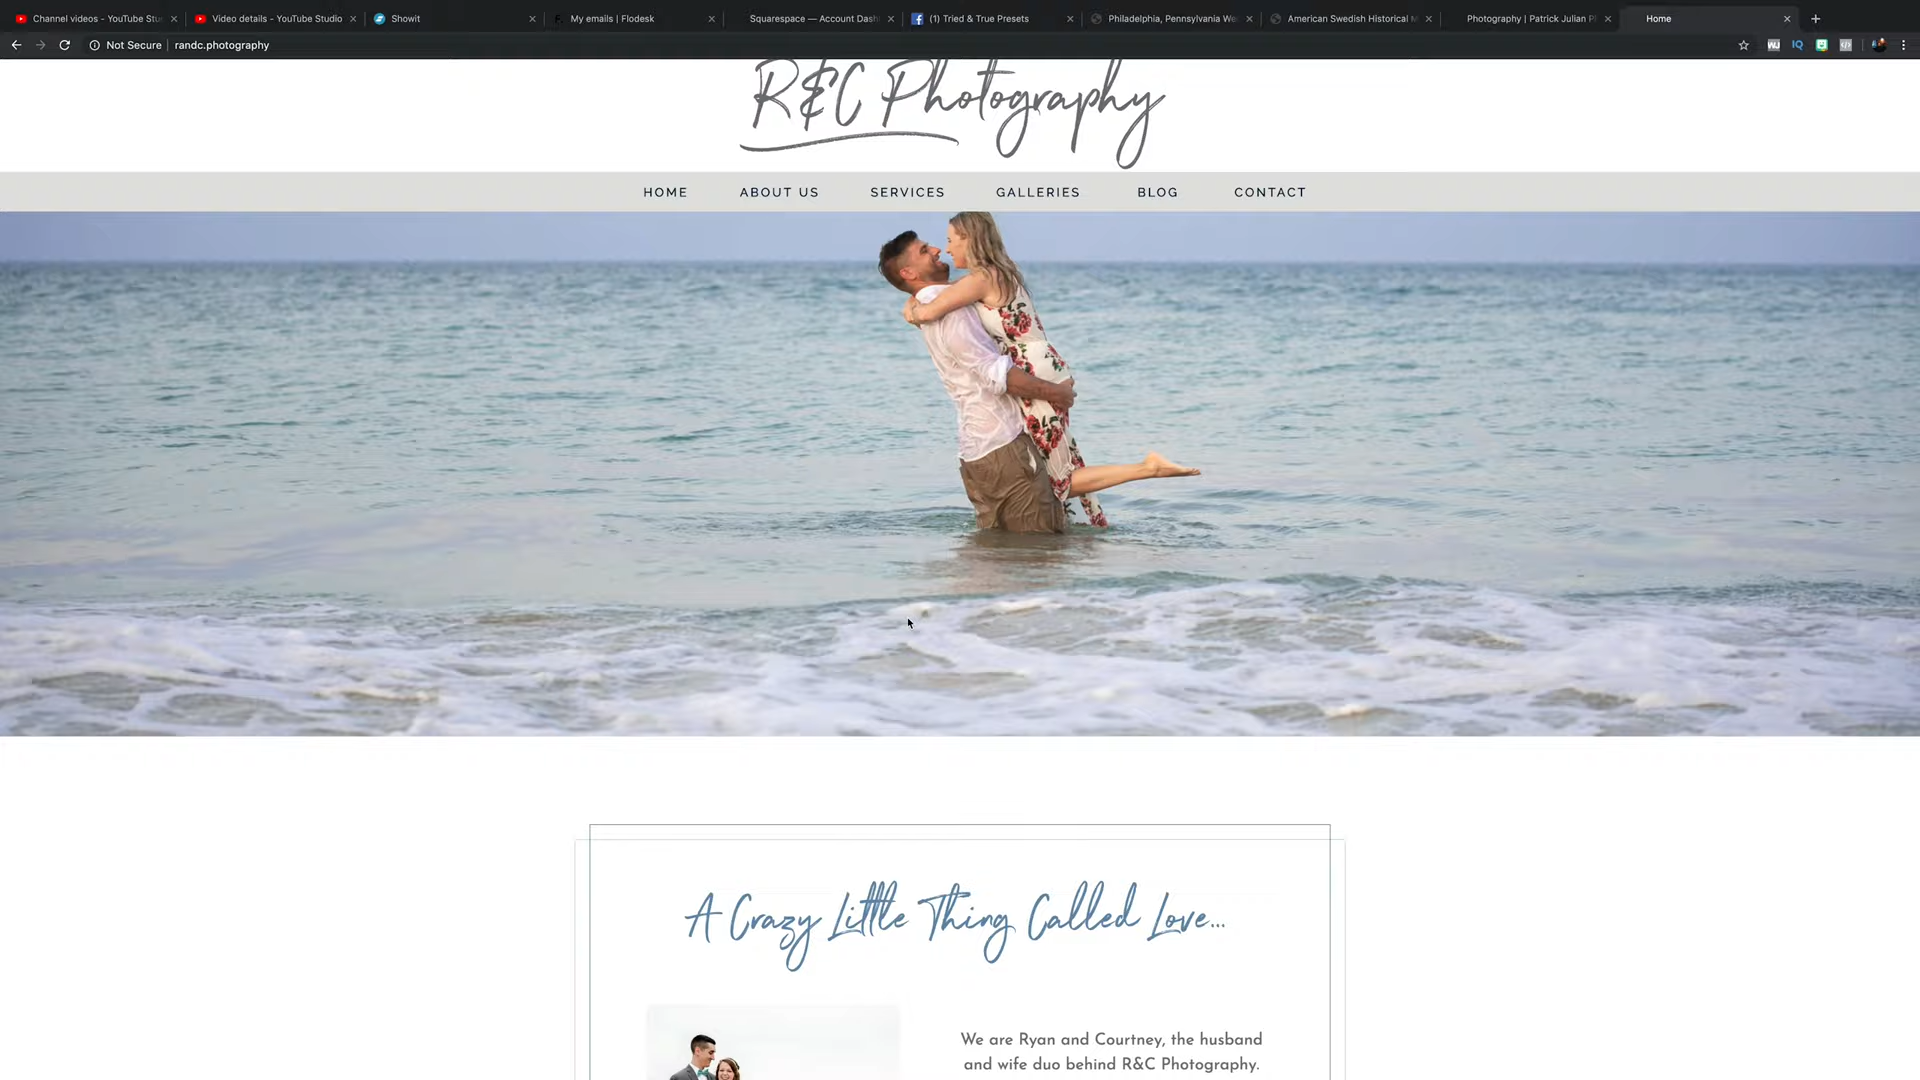 Channel videos - YouTube Stu
Video details - YouTube Studio
Showit
My emails | Flodesk
Squarespace — Account Dash
(1) Tried & True Presets
Philadelphia, Pennsylvania We
American Swedish Historical M
Photography | Patrick Julian P
Home
Not Secure
randc.photography
R&C Photography
HOME
ABOUT US
SERVICES
GALLERIES
BLOG
CONTACT
A Crazy Little Thing Called Love...
We are Ryan and Courtney, the husband
and wife duo behind R&C Photography.